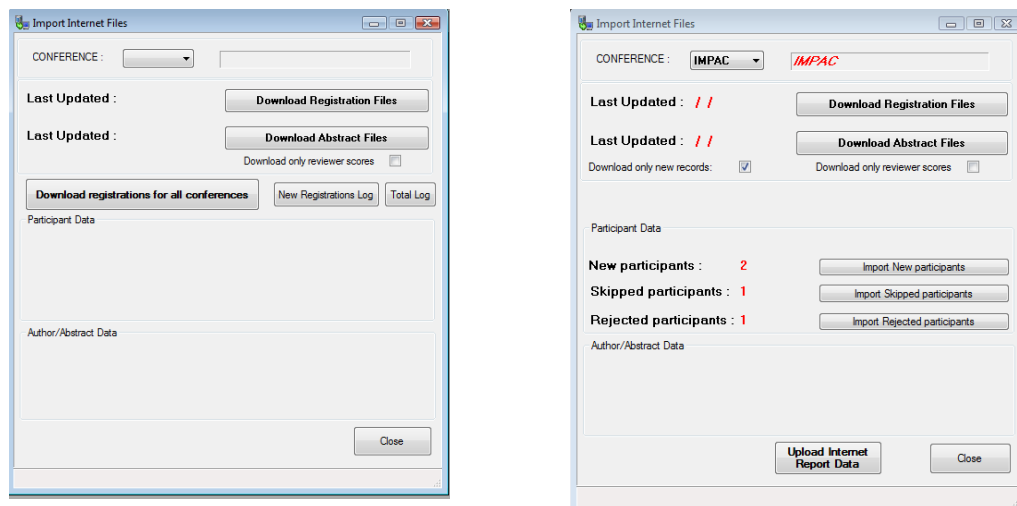 Import Internet Files
CONFERENCE :
Last Updated :
Download Registration Files
Last Updated :
Download Abstract Files
Download only reviewer scores
Download registrations for all conferences
New Registrations Log
Total Log
Participant Data
Author/Abstract Data
Close
Import Internet Files
CONFERENCE :
IMPAC
IMPAC
Last Updated : / /
Download Registration Files
Last Updated : / /
Download Abstract Files
Download only new records:
Download only reviewer scores
Participant Data
New participants : 2
Import New participants
Skipped participants : 1
Import Skipped participants
Rejected participants : 1
Import Rejected participants
Author/Abstract Data
Upload Internet
Report Data
Close